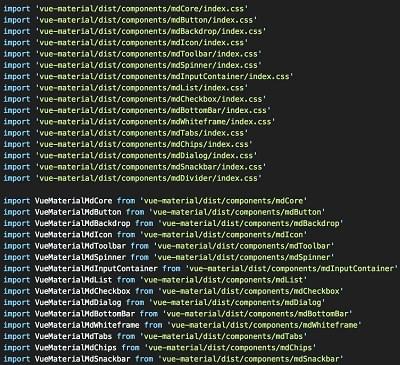 import 'vue-material/dist/components/mdCore/index.css'
import 'vue-material/dist/components/mdButton/index.css'
import 'vue-material/dist/components/mdBackdrop/index.css'
import 'vue-material/dist/components/mdIcon/index.css'
import 'vue-material/dist/components/mdToolbar/index.css'
import 'vue-material/dist/components/mdSpinner/index.css'
import 'vue-material/dist/components/mdInputContainer/index.css'
import 'vue-material/dist/components/mdList/index.css'
import 'vue-material/dist/components/mdCheckbox/index.css'
import 'vue-material/dist/components/mdBottomBar/index.css'
import 'vue-material/dist/components/mdWhiteframe/index.css'
import 'vue-material/dist/components/mdTabs/index.css'
import 'vue-material/dist/components/mdChips/index.css'
import 'vue-material/dist/components/mdDialog/index.css'
import 'vue-material/dist/components/mdSnackbar/index.css'
import 'vue-material/dist/components/mdDivider/index.css'
import VueMaterialMdCore from 'vue-material/dist/components/mdCore'
import VueMaterialMdButton from 'vue-material/dist/components/mdButton'
import VueMaterialMdBackdrop from 'vue-material/dist/components/mdBackdrop'
import VueMaterialMdIcon from 'vue-material/dist/components/mdIcon'
import VueMaterialMdToolbar from 'vue-material/dist/components/mdToolbar'
import VueMaterialMdSpinner from 'vue-material/dist/components/mdSpinner'
import VueMaterialMdInputContainer from 'vue-material/dist/components/mdInputContainer'
import VueMaterialMdList from 'vue-material/dist/components/mdList'
import VueMaterialMdCheckbox from 'vue-material/dist/components/mdCheckbox'
import VueMaterialMdDialog from 'vue-material/dist/components/mdDialog'
import VueMaterialMdBottomBar from 'vue-material/dist/components/mdBottomBar'
import VueMaterialMdWhiteframe from 'vue-material/dist/components/mdWhiteframe'
import VueMaterialMdTabs from 'vue-material/dist/components/mdTabs'
import VueMaterialMdChips from 'vue-material/dist/components/mdChips'
import VueMaterialMdSnackbar from 'vue-material/dist/components/mdSnackbar'